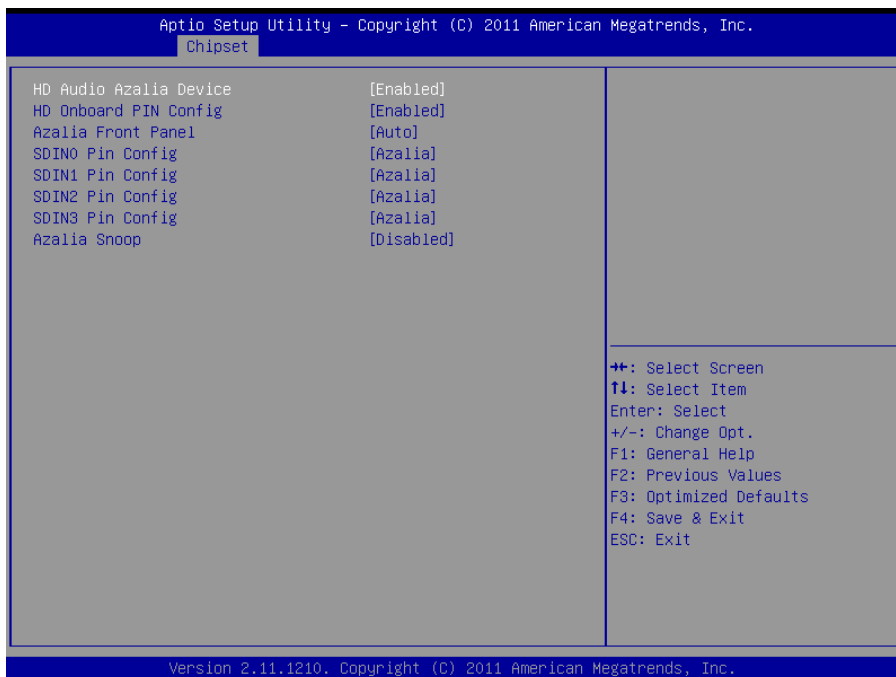 Aptio Setup Utility – Copyright (C) 2011 American Megatrends, Inc.
Chipset
HD Audio Azalia Device [Enabled]
HD Onboard PIN Config [Enabled]
Azalia Front Panel [Auto]
SDIN0 Pin Config [Azalia]
SDIN1 Pin Config [Azalia]
SDIN2 Pin Config [Azalia]
SDIN3 Pin Config [Azalia]
Azalia Snoop [Disabled]
→←: Select Screen
↑↓: Select Item
Enter: Select
+/-: Change Opt.
F1: General Help
F2: Previous Values
F3: Optimized Defaults
F4: Save & Exit
ESC: Exit
Version 2.11.1210. Copyright (C) 2011 American Megatrends, Inc.